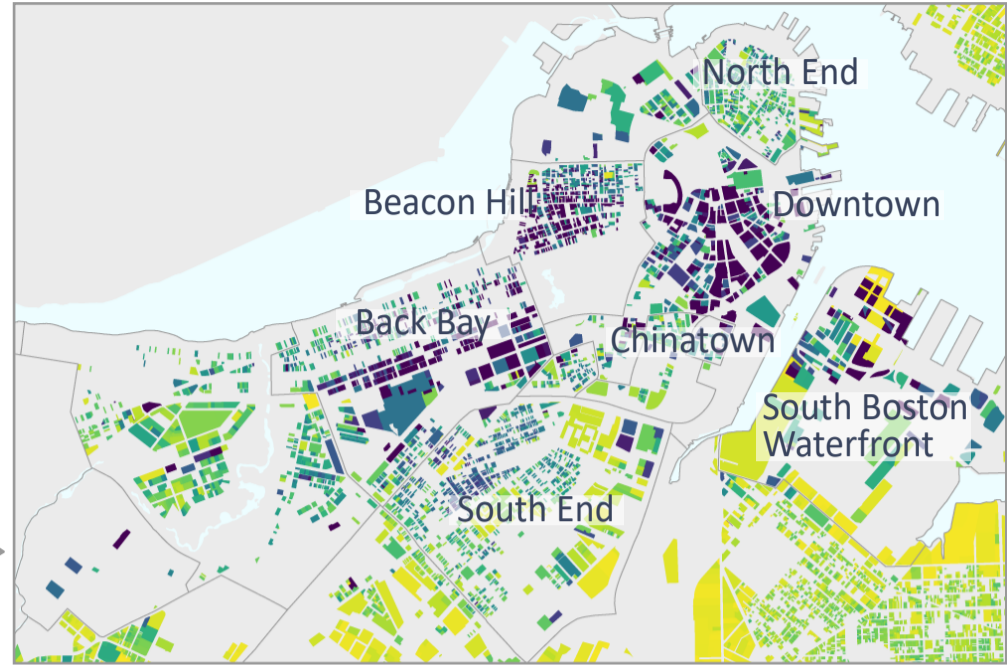 North End
Beacon Hill
Downtown
Back Bay
Chinatown
South Boston
Waterfront
South End